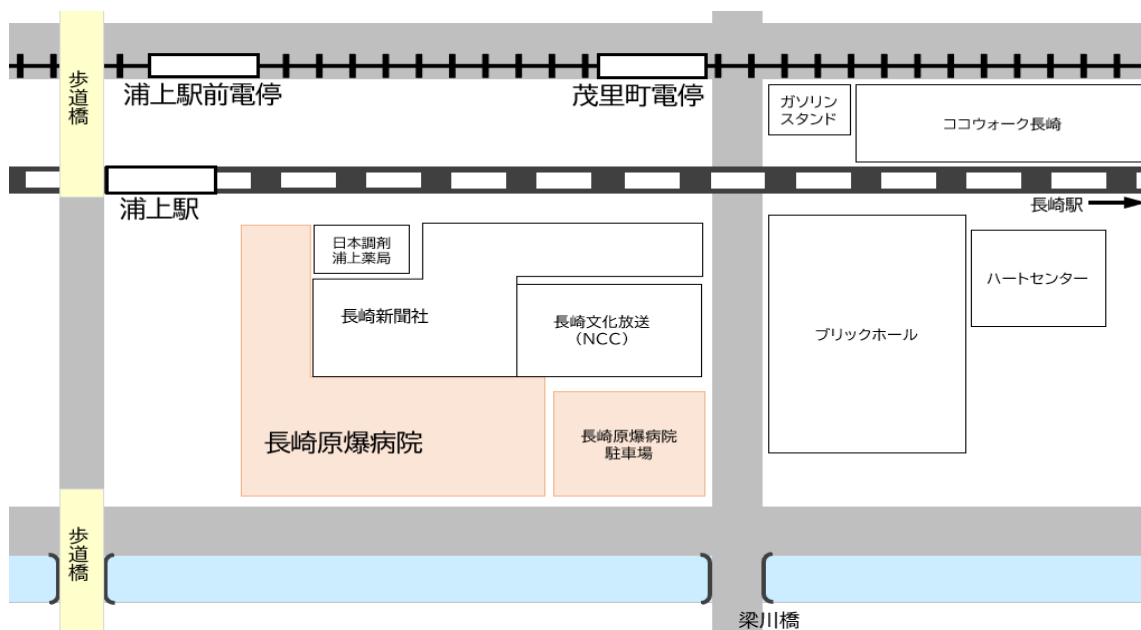 歩道橋
浦上駅前電停
茂里町電停
ガソリン
スタンド
ココウォーク長崎
浦上駅
長崎駅
日本調剤
浦上薬局
長崎新聞社
長崎文化放送
(NCC)
ブリックホール
ハートセンター
長崎原爆病院
長崎原爆病院
駐車場
歩道橋
梁川橋